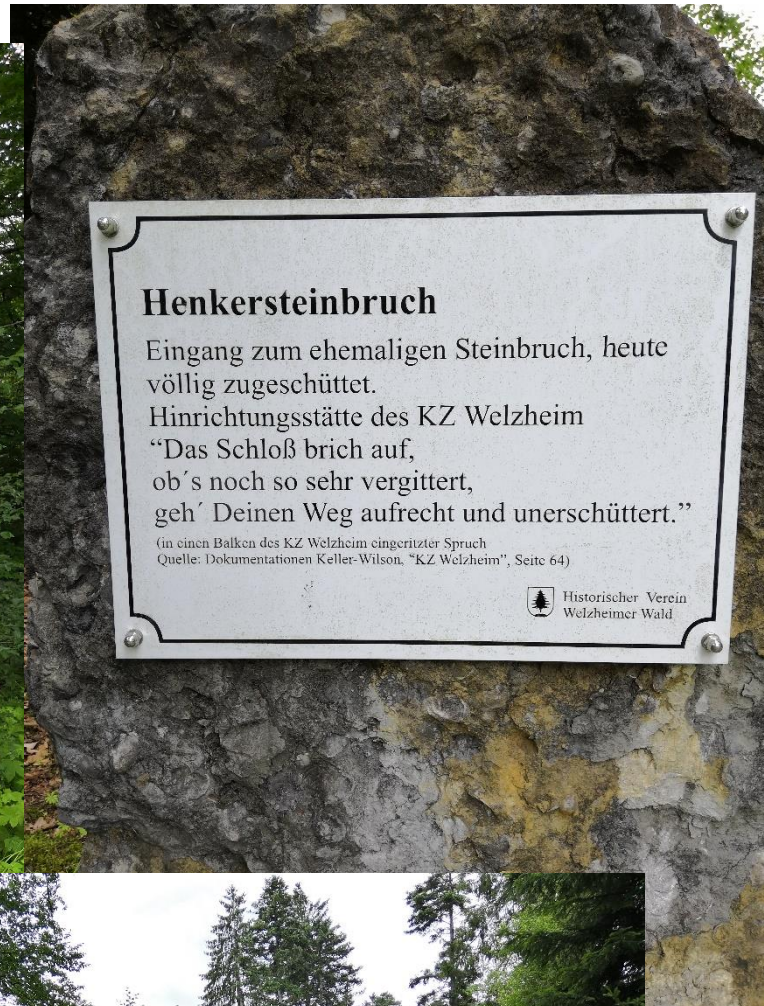 Henkersteinbruch
Eingang zum ehemaligen Steinbruch, heute
völlig zugeschüttet.
Hinrichtungsstätte des KZ Welzheim
“Das Schloß brich auf,
ob´s noch so sehr vergittert,
geh´ Deinen Weg aufrecht und unerschüttert.”
(in einen Balken des KZ Welzheim eingeritzter Spruch
Quelle: Dokumentationen Keller-Wilson, “KZ Welzheim”, Seite 64)
Historischer Verein
Welzheimer Wald